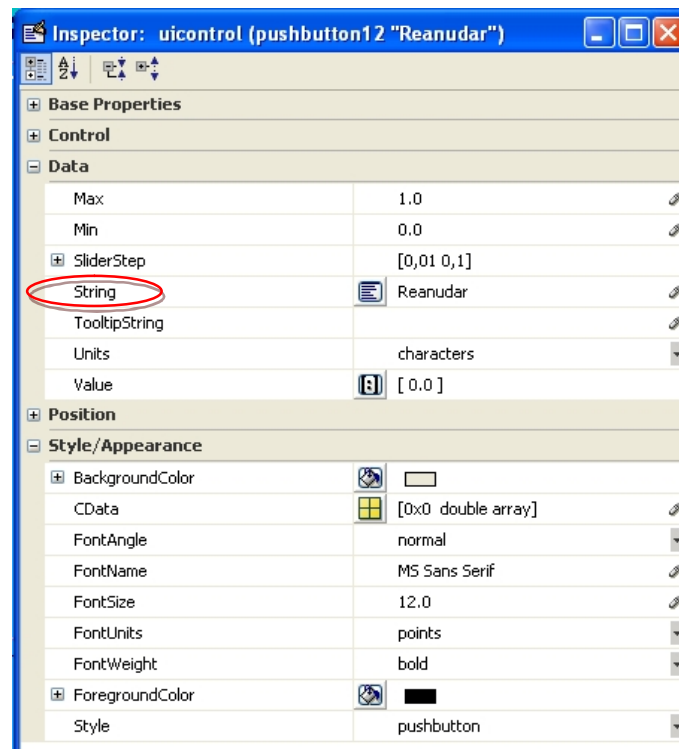 Inspector: uicontrol (pushbutton12 "Reanudar")
Base Properties
Control
Data
Max 1.0
Min 0.0
SliderStep [0,01 0,1]
String Reanudar
TooltipString
Units characters
Value [ 0.0 ]
Position
Style/Appearance
BackgroundColor
CData [0x0 double array]
FontAngle normal
FontName MS Sans Serif
FontSize 12.0
FontUnits points
FontWeight bold
ForegroundColor
Style pushbutton